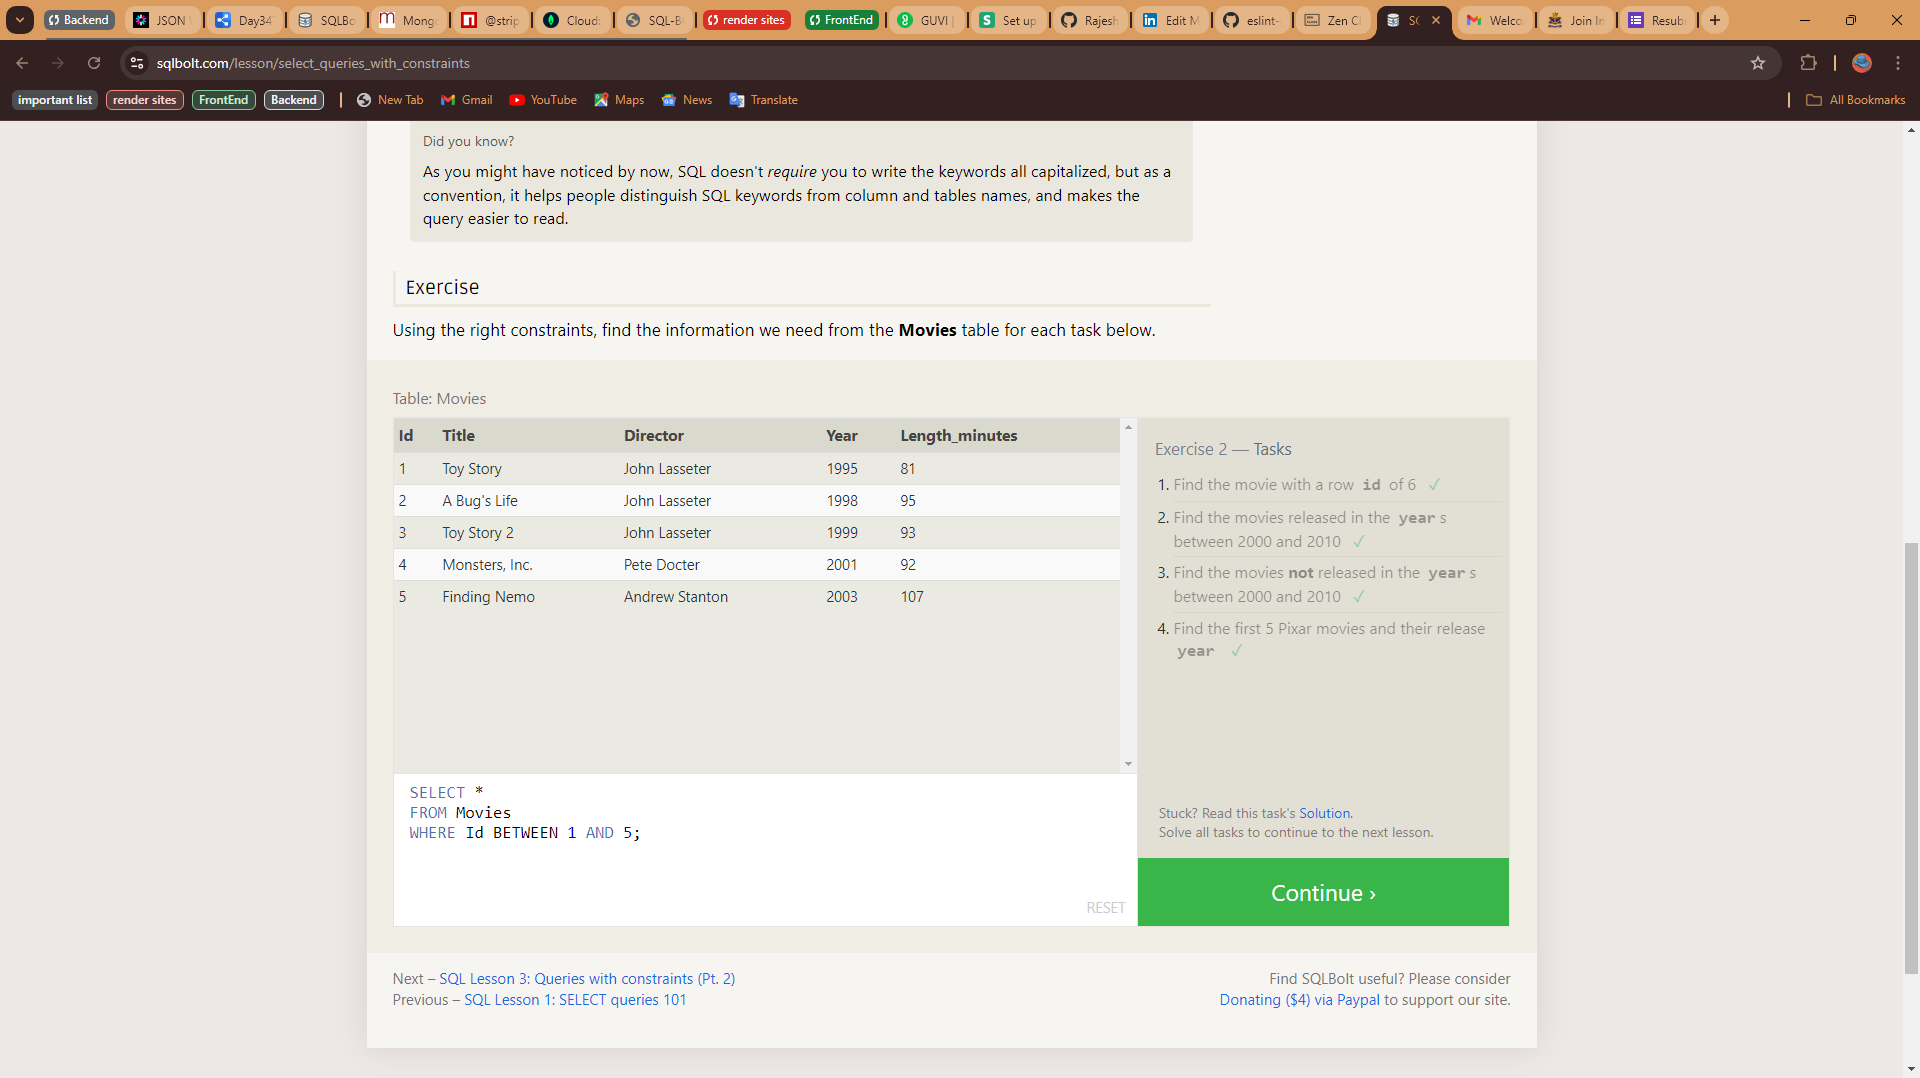 Backend
JSON
Day34
SQLBo
Mong
@strip
Cloud
SQL-B
render sites
FrontEnd
GUVI
Set up
Rajesh
Edit M
eslint-
Zen Cl
Welco
Join In
Resub
sqlbolt.com/lesson/select_queries_with_constraints
important list
render sites
FrontEnd
Backend
New Tab
Gmail
YouTube
Maps
News
Translate
All Bookmarks
Did you know?
As you might have noticed by now, SQL doesn't require you to write the keywords all capitalized, but as a
convention, it helps people distinguish SQL keywords from column and tables names, and makes the
query easier to read.
Exercise
Using the right constraints, find the information we need from the Movies table for each task below.
Table: Movies
Id Title Director Year Length_minutes
1 Toy Story John Lasseter 1995 81
2 A Bug's Life John Lasseter 1998 95
3 Toy Story 2 John Lasseter 1999 93
4 Monsters, Inc. Pete Docter 2001 92
5 Finding Nemo Andrew Stanton 2003 107
SELECT *
FROM Movies
WHERE Id BETWEEN 1 AND 5;
RESET
Exercise 2 — Tasks
1. Find the movie with a row id of 6 ✓
2. Find the movies released in the year s
between 2000 and 2010 ✓
3. Find the movies not released in the year s
between 2000 and 2010 ✓
4. Find the first 5 Pixar movies and their release
year ✓
Stuck? Read this task's Solution.
Solve all tasks to continue to the next lesson.
Continue ›
Next – SQL Lesson 3: Queries with constraints (Pt. 2)
Previous – SQL Lesson 1: SELECT queries 101
Find SQLBolt useful? Please consider
Donating ($4) via Paypal to support our site.